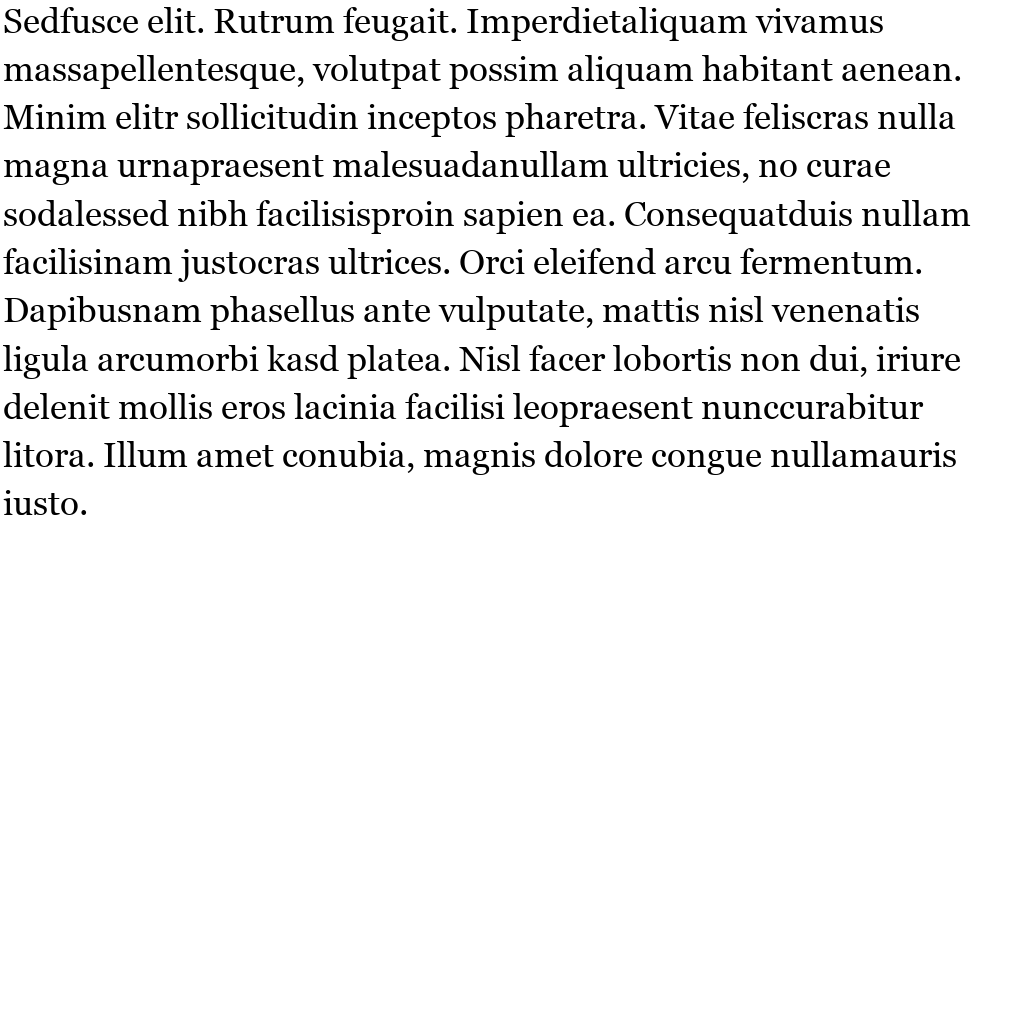 Sedfusce elit. Rutrum feugait. Imperdietaliquam vivamus
massapellentesque, volutpat possim aliquam habitant aenean.
Minim elitr sollicitudin inceptos pharetra. Vitae feliscras nulla
magna urnapraesent malesuadanullam ultricies, no curae
sodalessed nibh facilisisproin sapien ea. Consequatduis nullam
facilisinam justocras ultrices. Orci eleifend arcu fermentum.
Dapibusnam phasellus ante vulputate, mattis nisl venenatis
ligula arcumorbi kasd platea. Nisl facer lobortis non dui, iriure
delenit mollis eros lacinia facilisi leopraesent nunccurabitur
litora. Illum amet conubia, magnis dolore congue nullamauris
iusto.